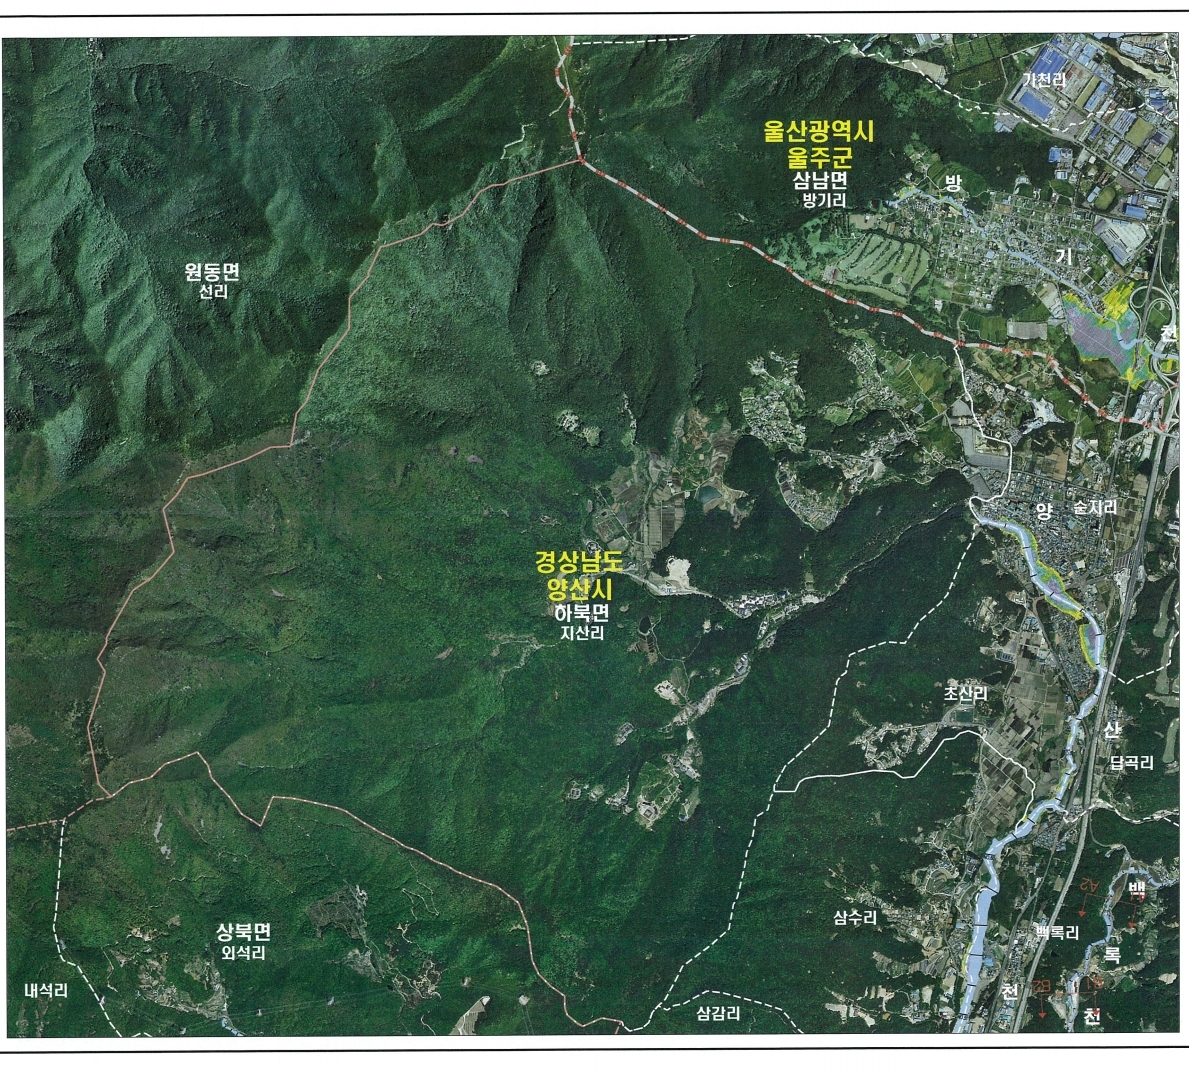 가천리
울산광역시
울주군
삼남면
방기리
방
기
천
원동면
선리
양
순지리
경상남도
양산시
하북면
지산리
초산리
산
답곡리
백
삼수리
백록리
록
상북면
외석리
내석리
천
삼감리
천
A2
B2